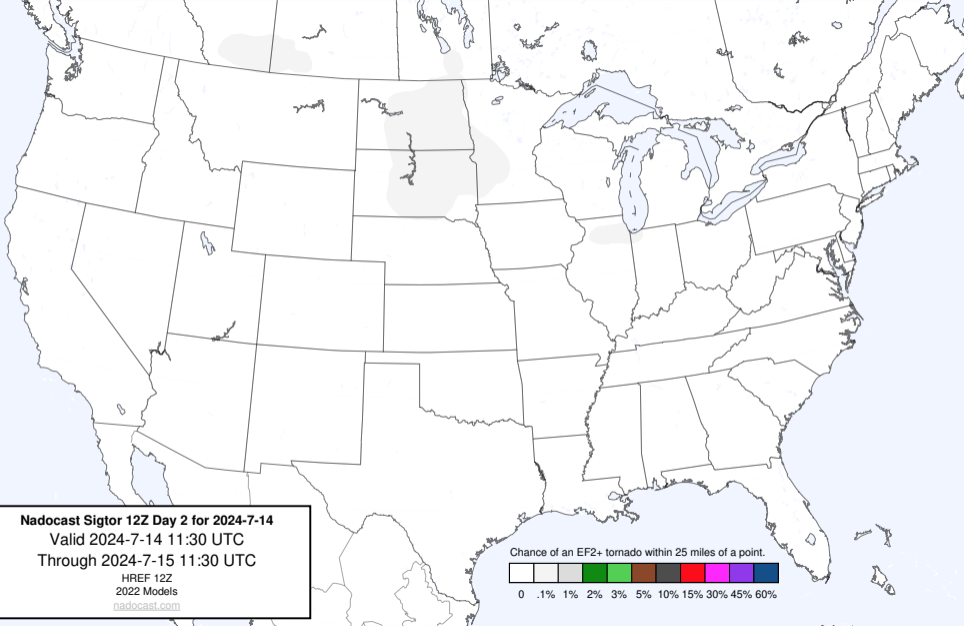 Nadocast Sigtor 12Z Day 2 for 2024-7-14
Valid 2024-7-14 11:30 UTC
Through 2024-7-15 11:30 UTC
HREF 12Z
2022 Models
nadocast.com
Chance of an EF2+ tornado within 25 miles of a point.
0 .1% 1% 2% 3% 5% 10% 15% 30% 45% 60%